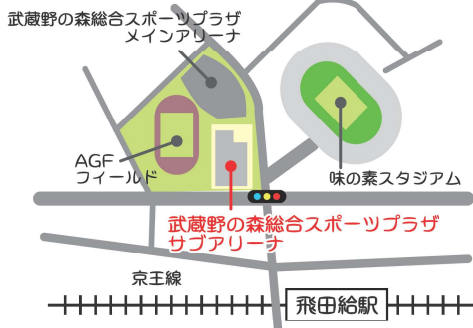 武蔵野の森総合スポーツプラザ
メインアリーナ
AGF
フィールド
味の素スタジアム
武蔵野の森総合スポーツプラザ
サブアリーナ
京王線
飛田給駅